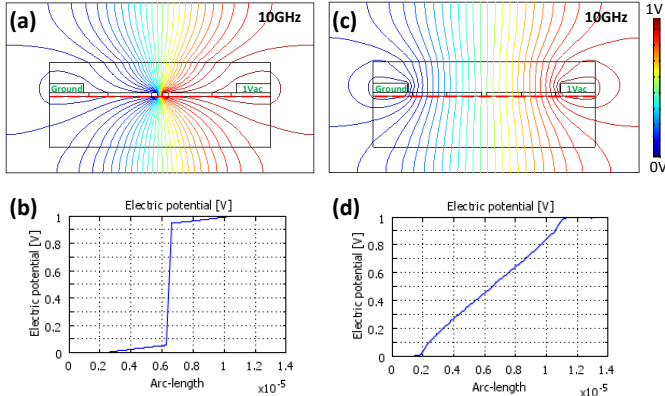 (a)
10GHz
(c)
10GHz
1V
Ground
1Vac
Ground
1Vac
0V
(b)
Electric potential [V]
(d)
Electric potential [V]
Electric potential [V]
1
0.8
0.6
0.4
0.2
0
0
0.2
0.4
0.6
0.8
1
1.2
1.4
Arc-length
x10⁻⁵
Electric potential [V]
1
0.8
0.6
0.4
0.2
0
0
0.2
0.4
0.6
0.8
1
1.2
1.4
Arc-length
x10⁻⁵